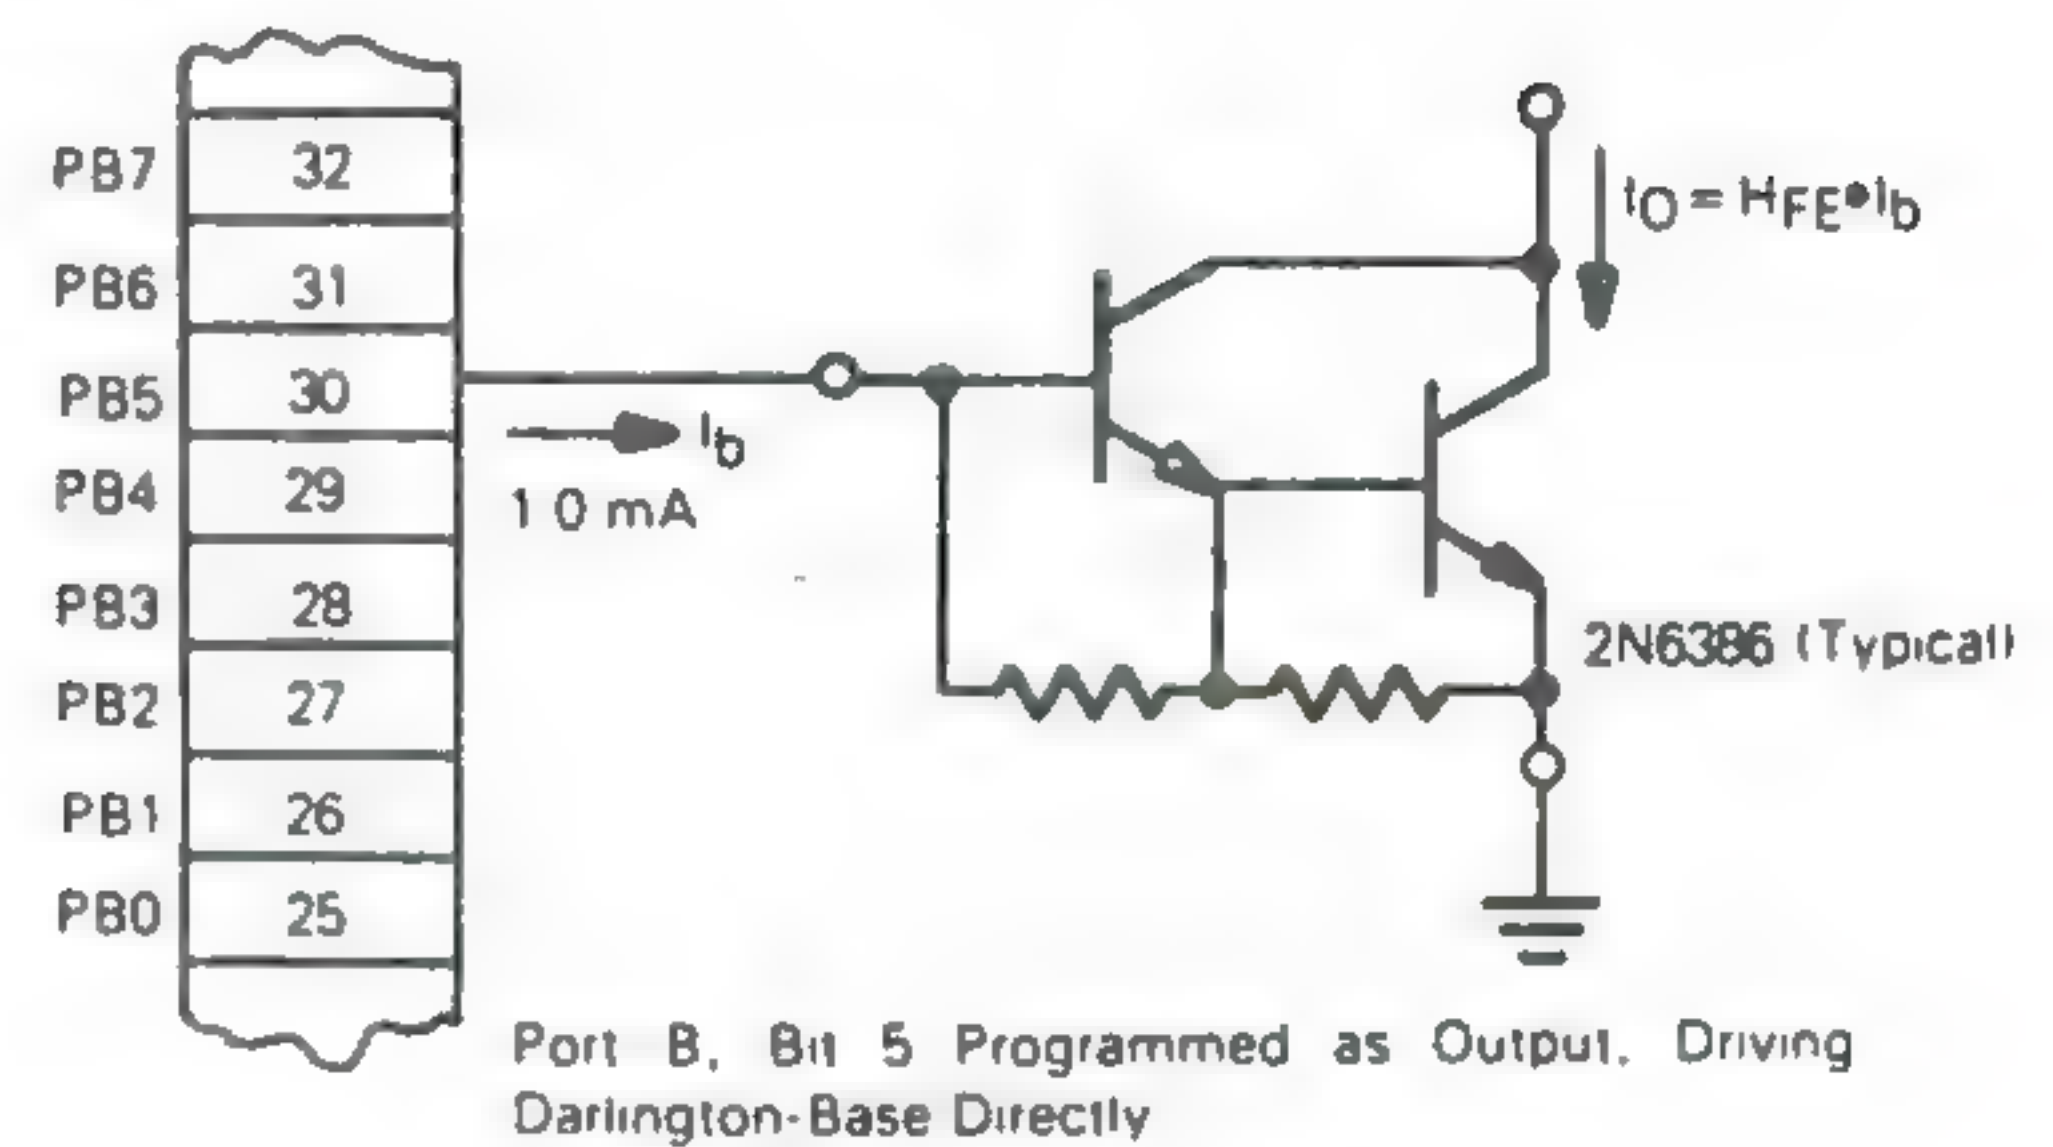 PB7 32
PB6 31
PB5 30
PB4 29
PB3 28
PB2 27
PB1 26
PB0 25
Ib
1 0 mA
IO = HFE•Ib
2N6386 (Typical)
Port B, Bit 5 Programmed as Output, Driving
Darlington-Base Directly